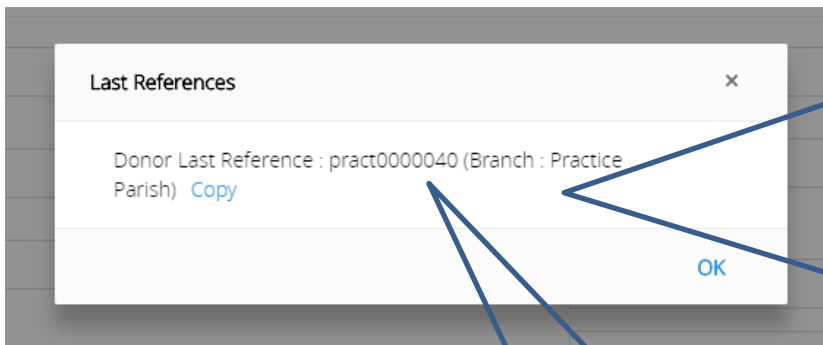 Last References ×
Donor Last Reference : pract0000040 (Branch : Practice
Parish) Copy
OK